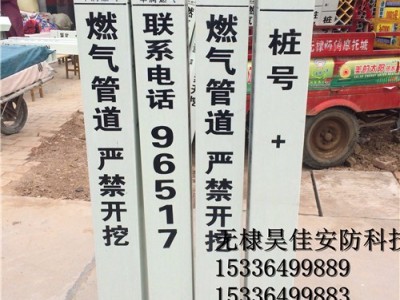 燃气管道 严禁开挖
联系电话 96517
燃气管道 严禁开挖
桩号 +
无棣昊佳安防科技
15336499889
15336499883